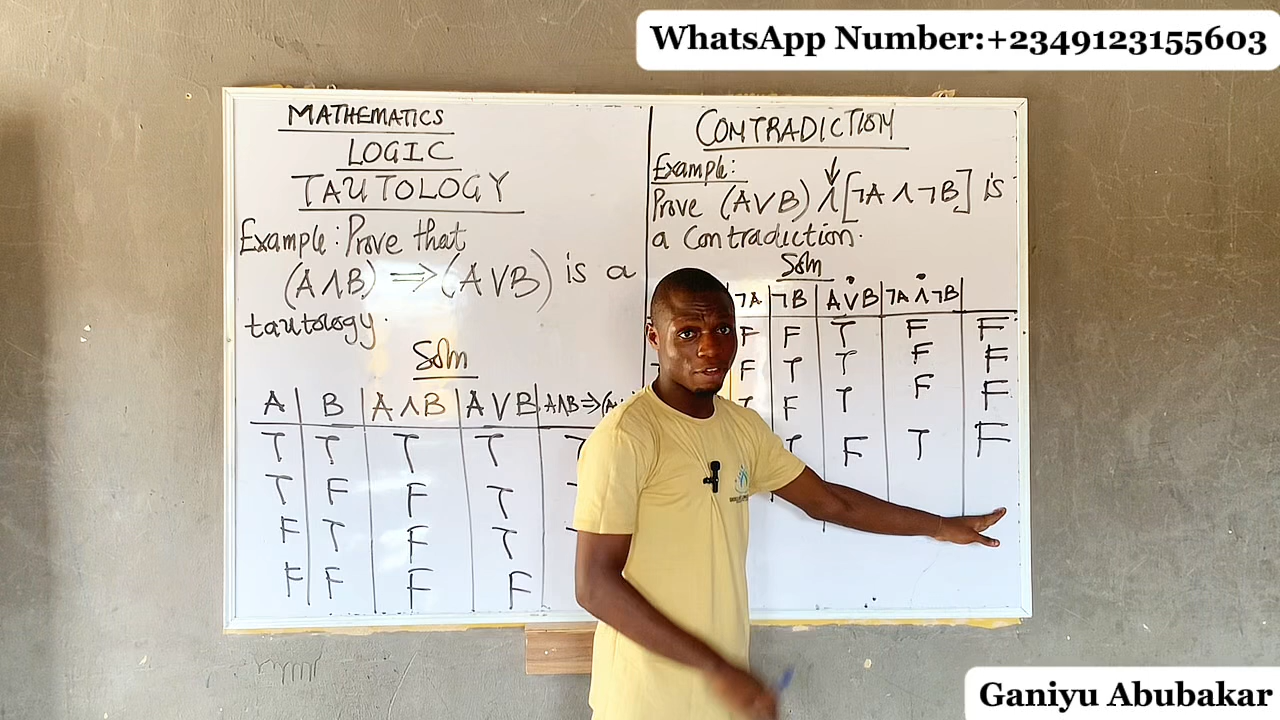 WhatsApp Number:+2349123155603
MATHEMATICS
LOGIC
TAUTOLOGY
Example: Prove that
(A∧B) ⟹ (A∨B) is a
tautology.
Soln
A B A∧B A∨B A∧B⟹(A
T T T T
T F F T
F T F T
F F F F
CONTRADICTION
Example:
Prove (A∨B) ∧ [¬A ∧ ¬B] is
a contradiction.
Soln
¬A ¬B A∨B ¬A∧¬B
F F T F F
F T T F F
F T F F
T F T F
Ganiyu Abubakar